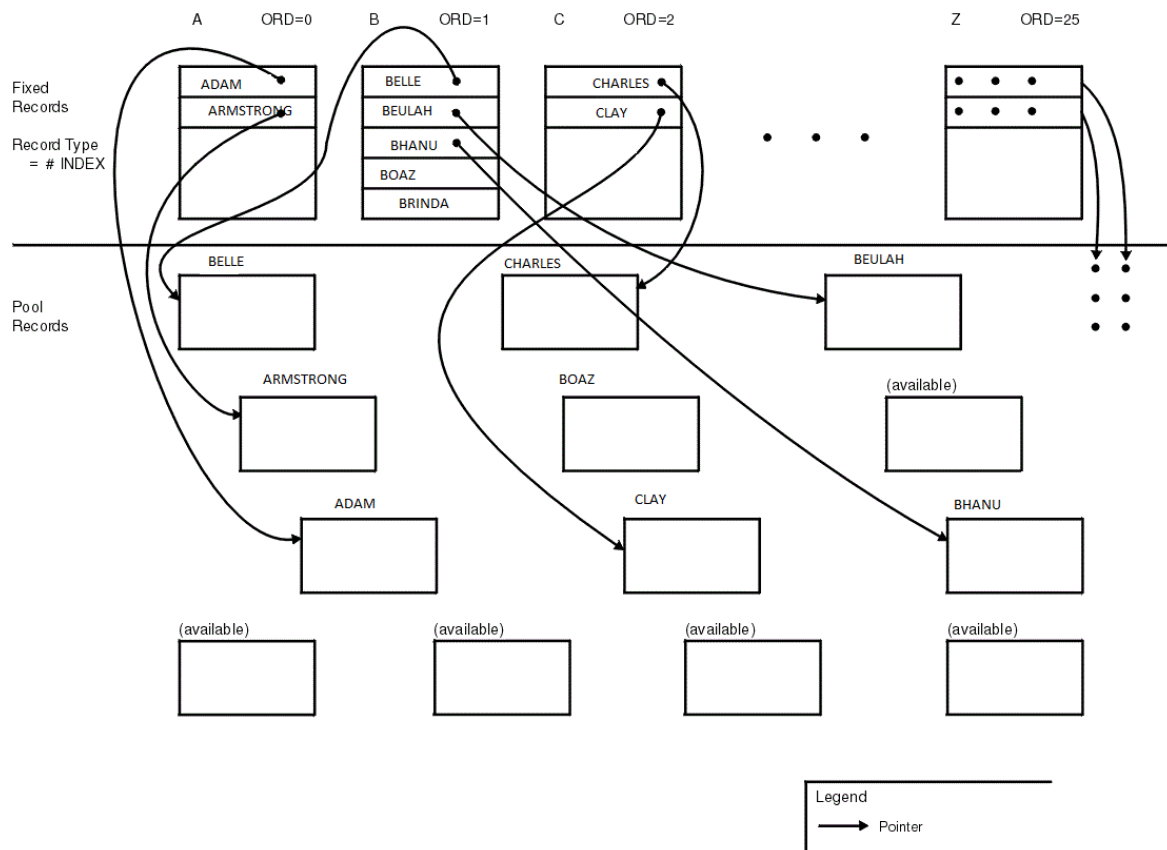 A ORD=0 B ORD=1 C ORD=2 Z ORD=25
Fixed
Records
Record Type
= # INDEX
ADAM
ARMSTRONG
BELLE
BEULAH
BHANU
BOAZ
BRINDA
CHARLES
CLAY
Pool
Records
BELLE
CHARLES
BEULAH
ARMSTRONG
BOAZ
(available)
ADAM
CLAY
BHANU
(available)
(available)
(available)
(available)
Legend
Pointer